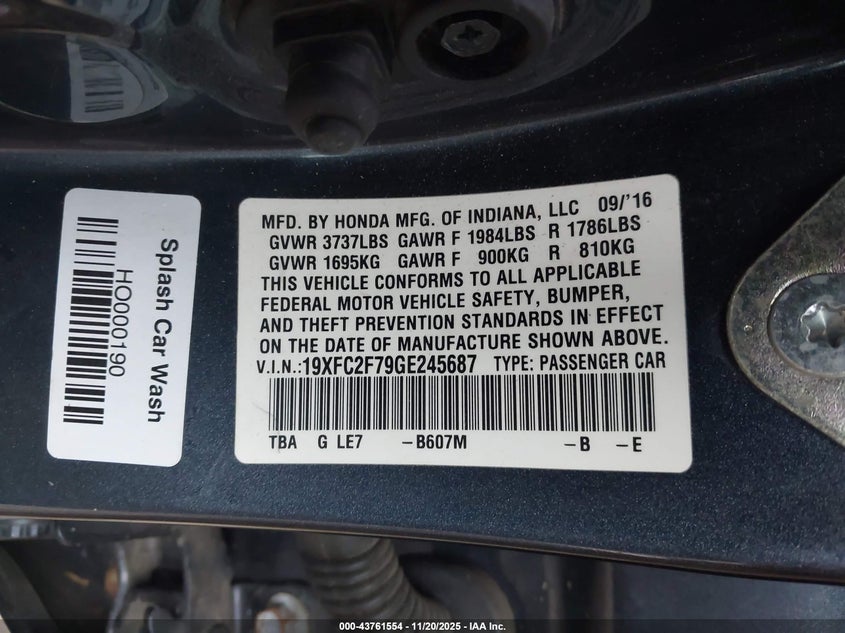 Splash Car Wash
HO000190
MFD. BY HONDA MFG. OF INDIANA, LLC 09/'16
GVWR 3737LBS GAWR F 1984LBS R 1786LBS
GVWR 1695KG GAWR F 900KG R 810KG
THIS VEHICLE CONFORMS TO ALL APPLICABLE
FEDERAL MOTOR VEHICLE SAFETY, BUMPER,
AND THEFT PREVENTION STANDARDS IN EFFECT
ON THE DATE OF MANUFACTURE SHOWN ABOVE.
V.I.N.:19XFC2F79GE245687 TYPE: PASSENGER CAR
TBA G LE7 –B607M –B –E
000-43761554 | 11/20/2025 – IAA Inc.